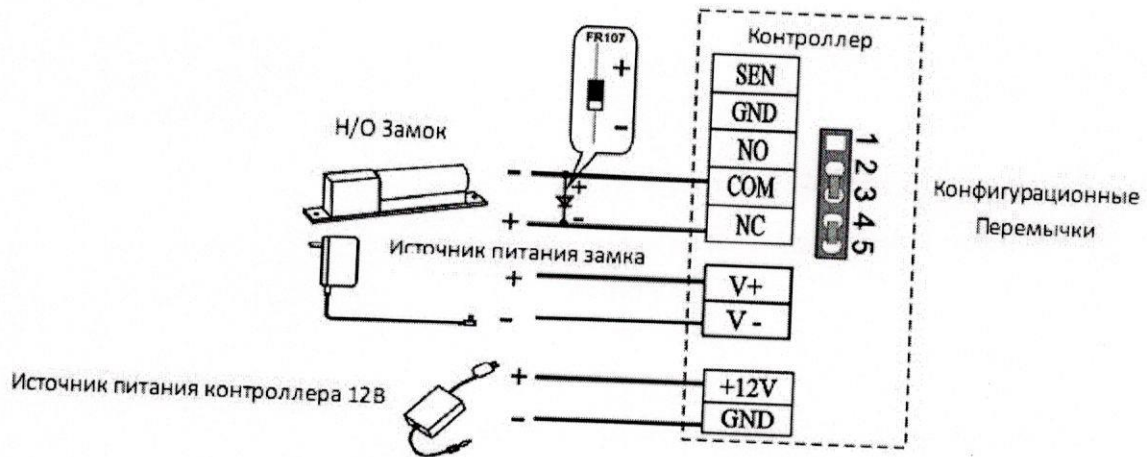 FR107
+
−
Контроллер
SEN
GND
NO
COM
NC
1
2
3
4
5
Н/О Замок
-
+
+
-
Конфигурационные
Перемычки
Источник питания замка
+
-
V+
V -
Источник питания контроллера 12В
+
-
+12V
GND